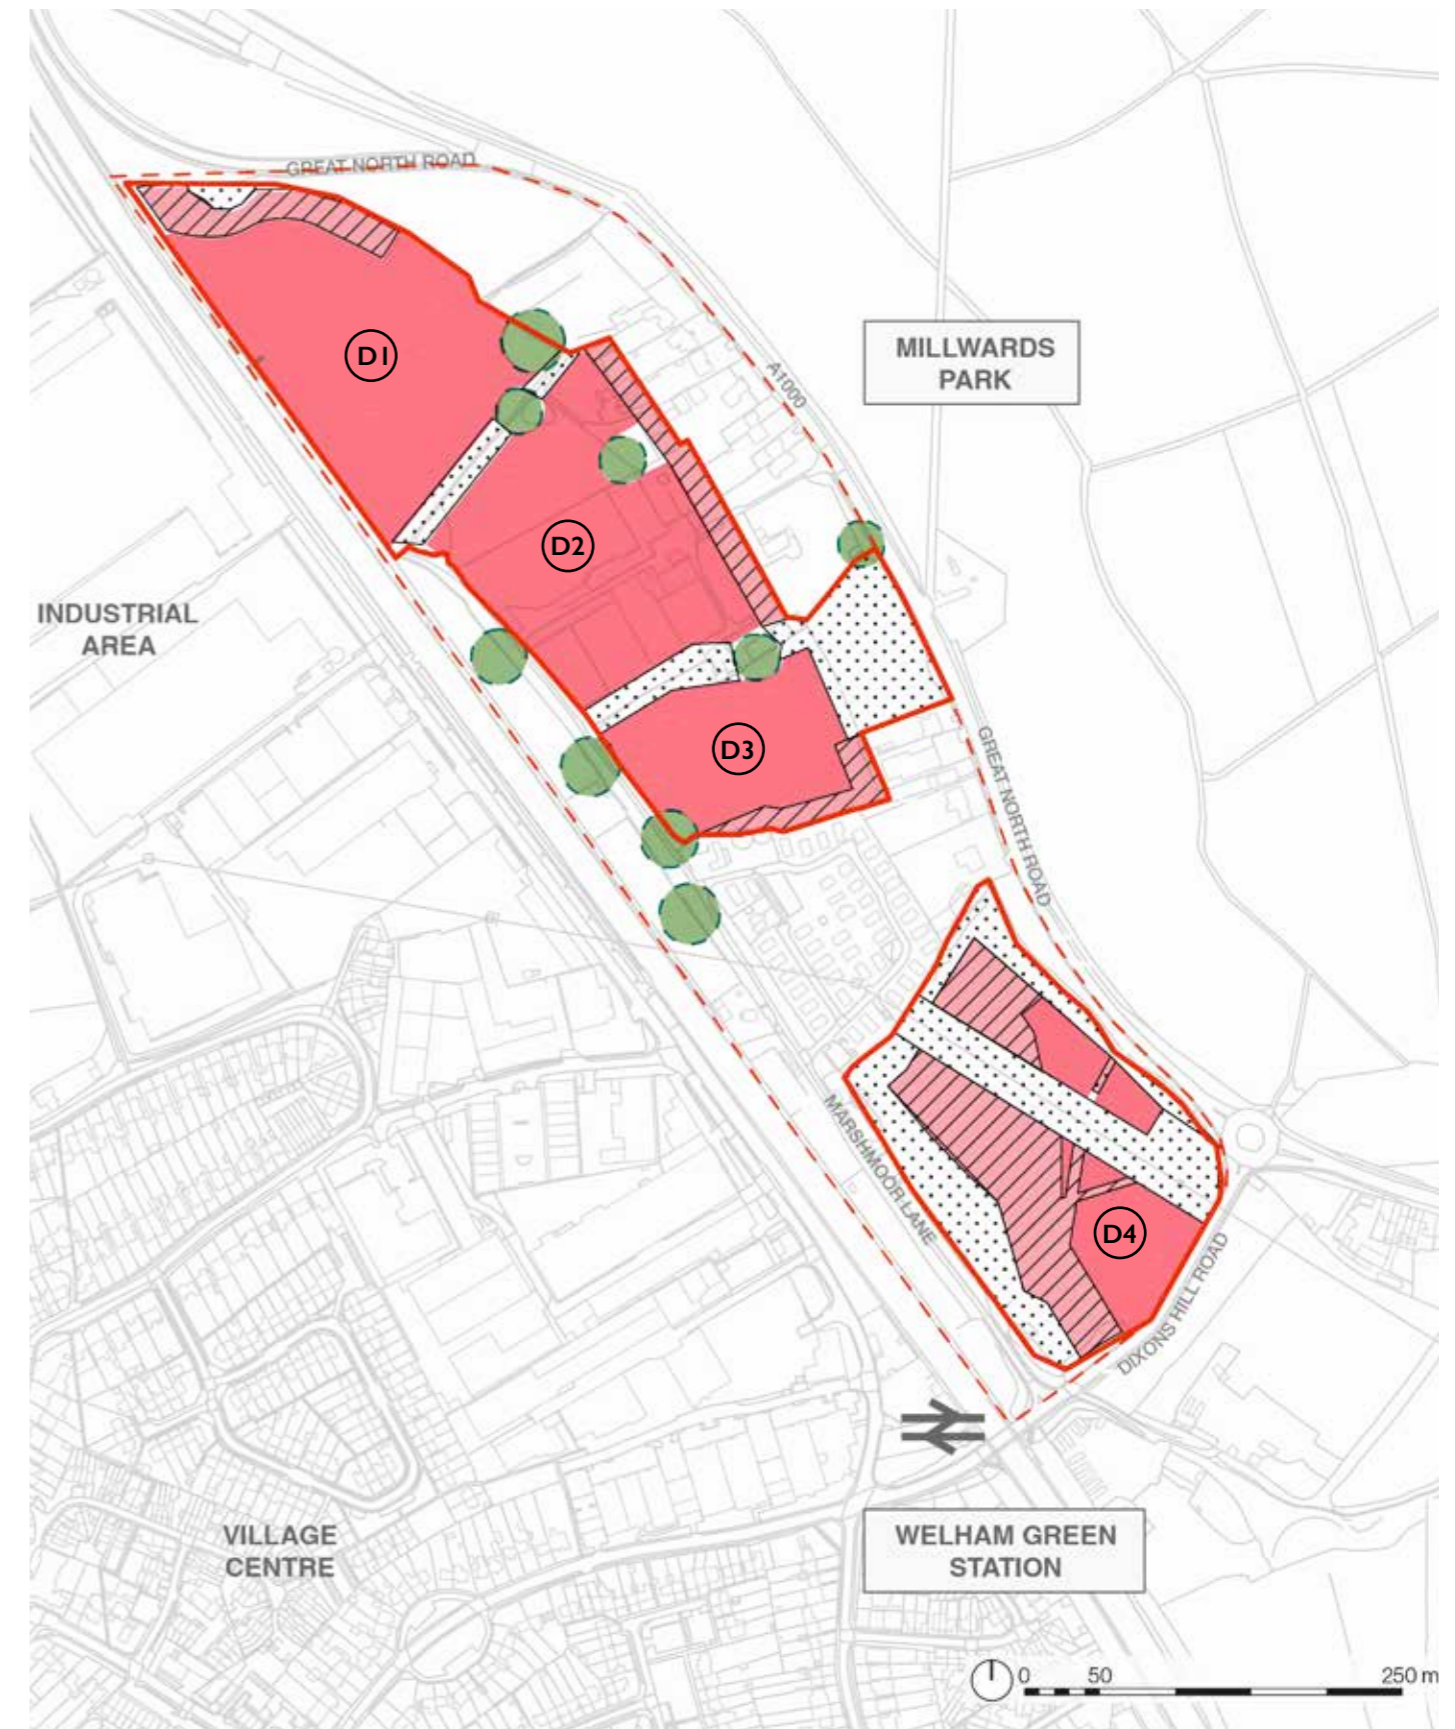 GREAT NORTH ROAD
D1
A1000
MILLWARDS
PARK
D2
INDUSTRIAL
AREA
D3
GREAT NORTH ROAD
MARSHMOOR LANE
D4
DIXONS HILL ROAD
VILLAGE
CENTRE
WELHAM GREEN
STATION
0 50 250 m